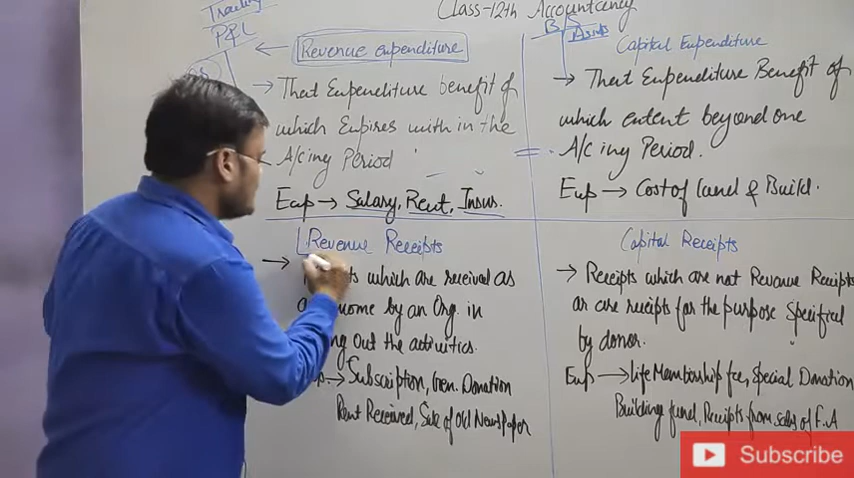 Class-12th Accountancy
Trading
P&L
B S
Assets
Revenue expenditure
→ That Expenditure benefit of
which Expires with in the
A/c ing Period
Exp → Salary, Rent, Insur.
Capital Expenditure
→ That Expenditure Benefit of
which extent beyond one
A/c ing Period.
Exp → Cost of land & Build.
Revenue Receipts
which are received as
by an Org. in
out the activities.
→ Subscription, Gen. Donation
Rent Received, Sale of Old NewsPaper
Capital Receipts
→ Receipts which are not Revenue Receipts
or are receipts for the purpose Specified
by donor.
Exp → Life Membership fee, Special Donation
Building fund, Receipts from sales of F.A
Subscribe